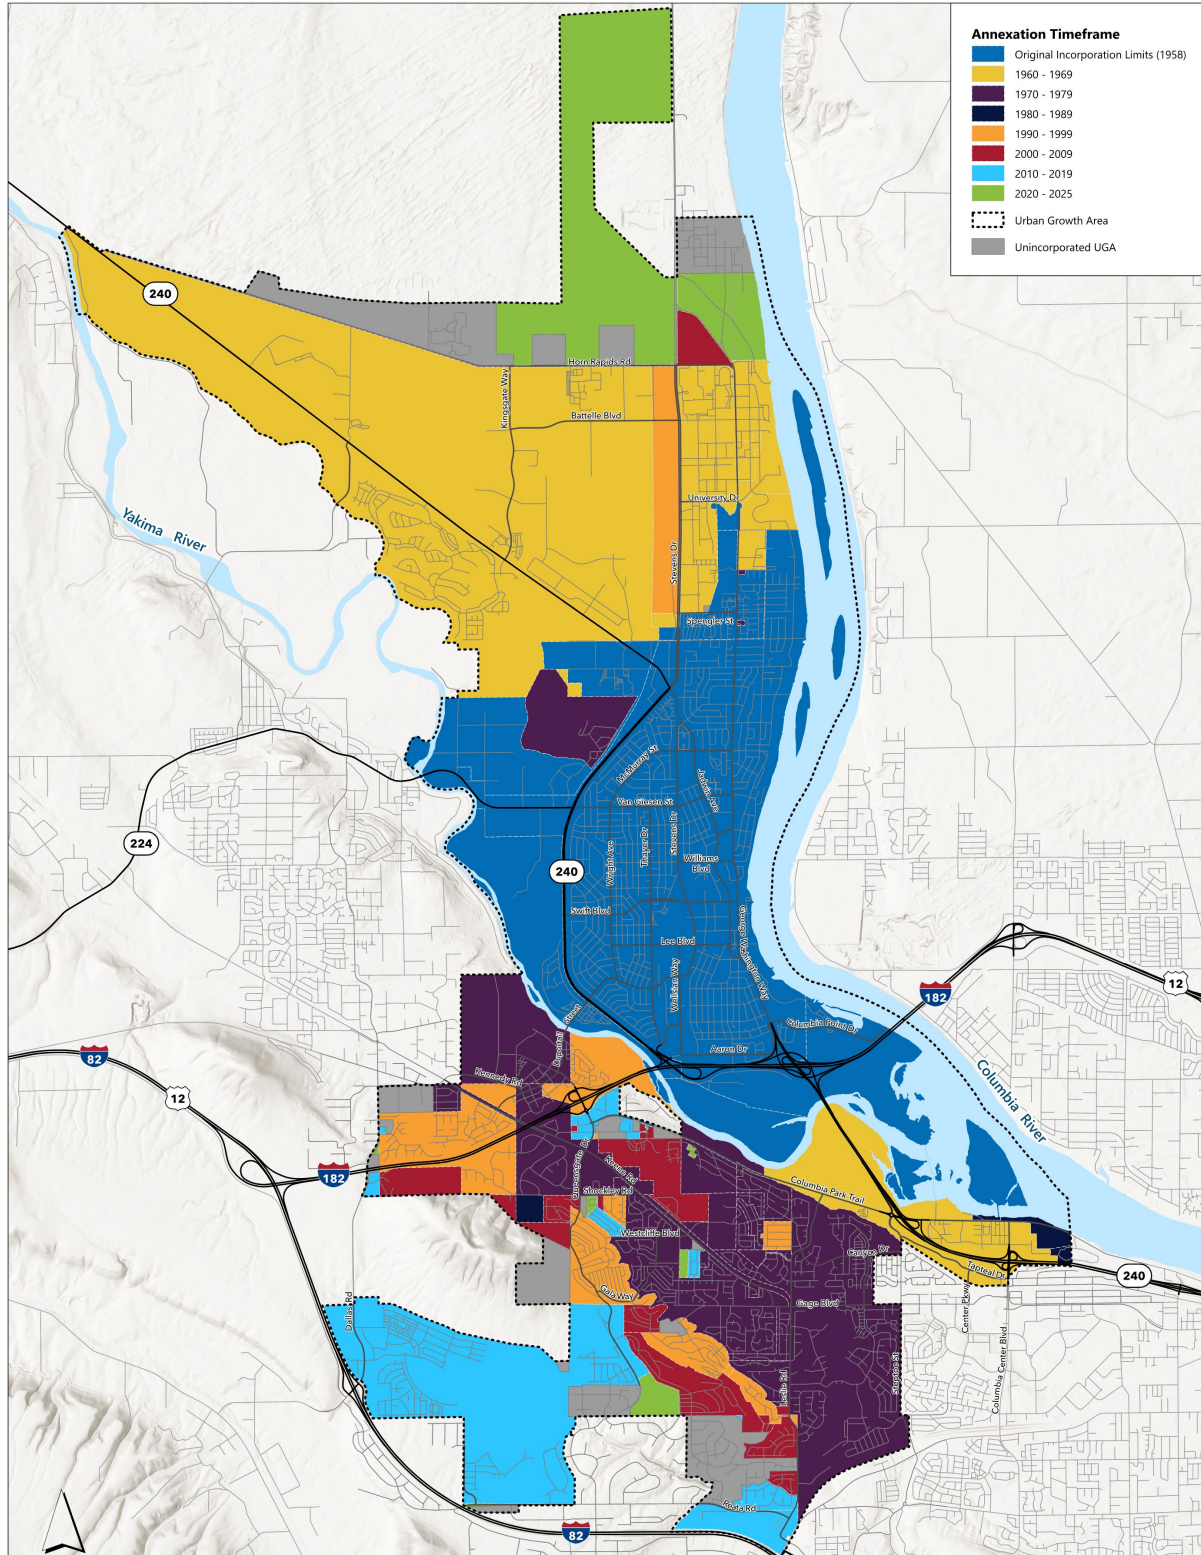 Annexation Timeframe
Original Incorporation Limits (1958)
1960 - 1969
1970 - 1979
1980 - 1989
1990 - 1999
2000 - 2009
2010 - 2019
2020 - 2025
Urban Growth Area
Unincorporated UGA
240
Horn Rapids Rd
Kingsgate Way
Battelle Blvd
University Dr
Yakima River
Stevens Dr
Spengler St
McMurray St
Jadwin Ave
Van Giesen St
224
Stevens Dr
Thayer Dr
Wright Ave
Williams
Blvd
240
Swift Blvd
George Washington Way
Lee Blvd
12
182
Wellsian Way
Columbia Point Dr
Street
Duportail
Aaron Dr
82
Kennedy Rd
Columbia River
12
182
Queensgate Dr
Keene Rd
Columbia Park Trail
Shockley Rd
Westcliffe Blvd
Canyon Dr
Tapteal Dr
240
Gala Way
Gage Blvd
Dallas Rd
Center Pkwy
Columbia Center Blvd
Steptoe St
Leslie Rd
Reata Rd
82